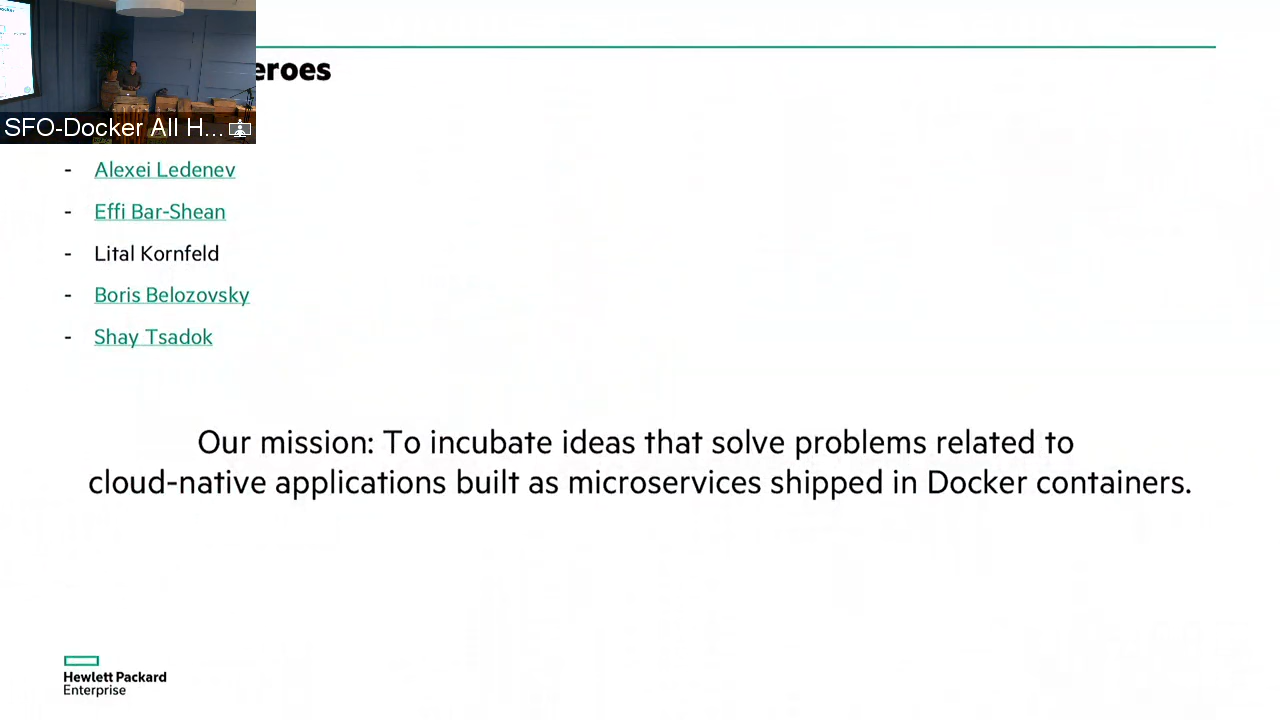 eroes
SFO-Docker All H...
- Alexei Ledenev
- Effi Bar-Shean
- Lital Kornfeld
- Boris Belozovsky
- Shay Tsadok
Our mission: To incubate ideas that solve problems related to
cloud-native applications built as microservices shipped in Docker containers.
Hewlett Packard
Enterprise